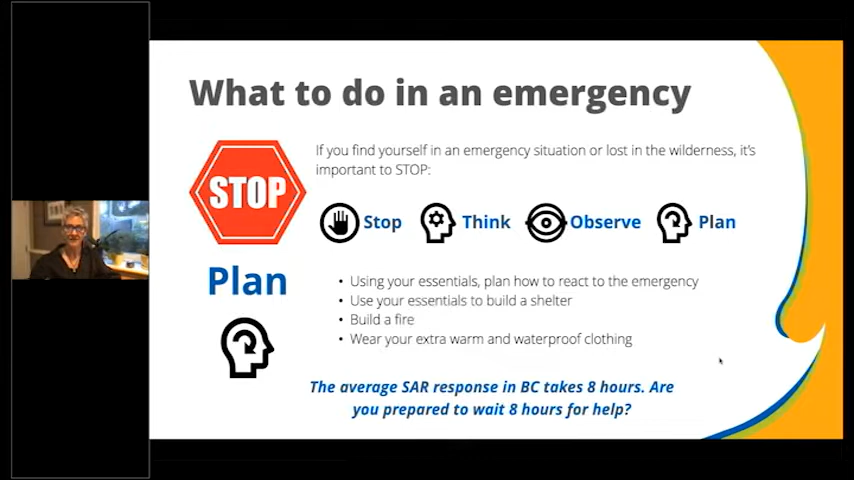 What to do in an emergency
STOP
If you find yourself in an emergency situation or lost in the wilderness, it's
important to STOP:
Stop Think Observe Plan
Plan
• Using your essentials, plan how to react to the emergency
• Use your essentials to build a shelter
• Build a fire
• Wear your extra warm and waterproof clothing
The average SAR response in BC takes 8 hours. Are
you prepared to wait 8 hours for help?